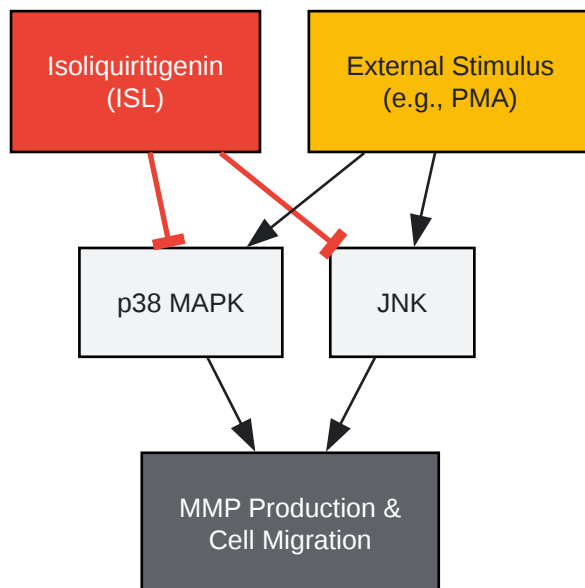 Isoliquiritigenin
(ISL)
External Stimulus
(e.g., PMA)
p38 MAPK
JNK
MMP Production &
Cell Migration